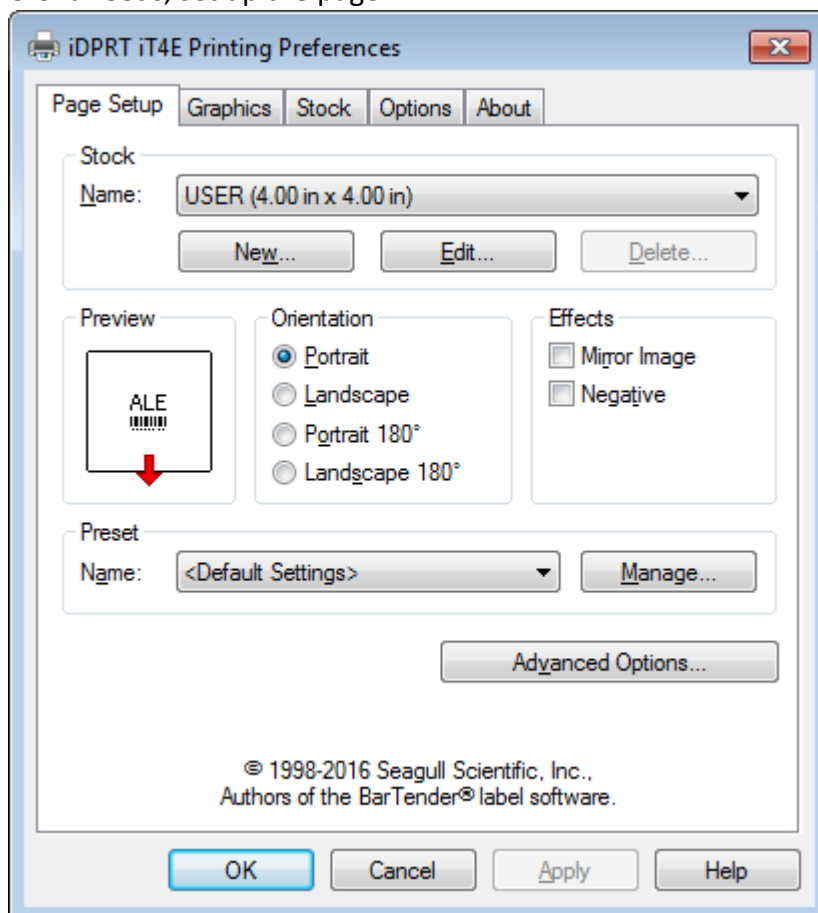 iDPRT iT4E Printing Preferences
Page Setup Graphics Stock Options About
Stock
Name: USER (4.00 in x 4.00 in)
New... Edit... Delete...
Preview Orientation Effects
ALE
Portrait Mirror Image
Landscape Negative
Portrait 180°
Landscape 180°
Preset
Name: <Default Settings> Manage...
Advanced Options...
© 1998-2016 Seagull Scientific, Inc.,
Authors of the BarTender® label software.
OK Cancel Apply Help